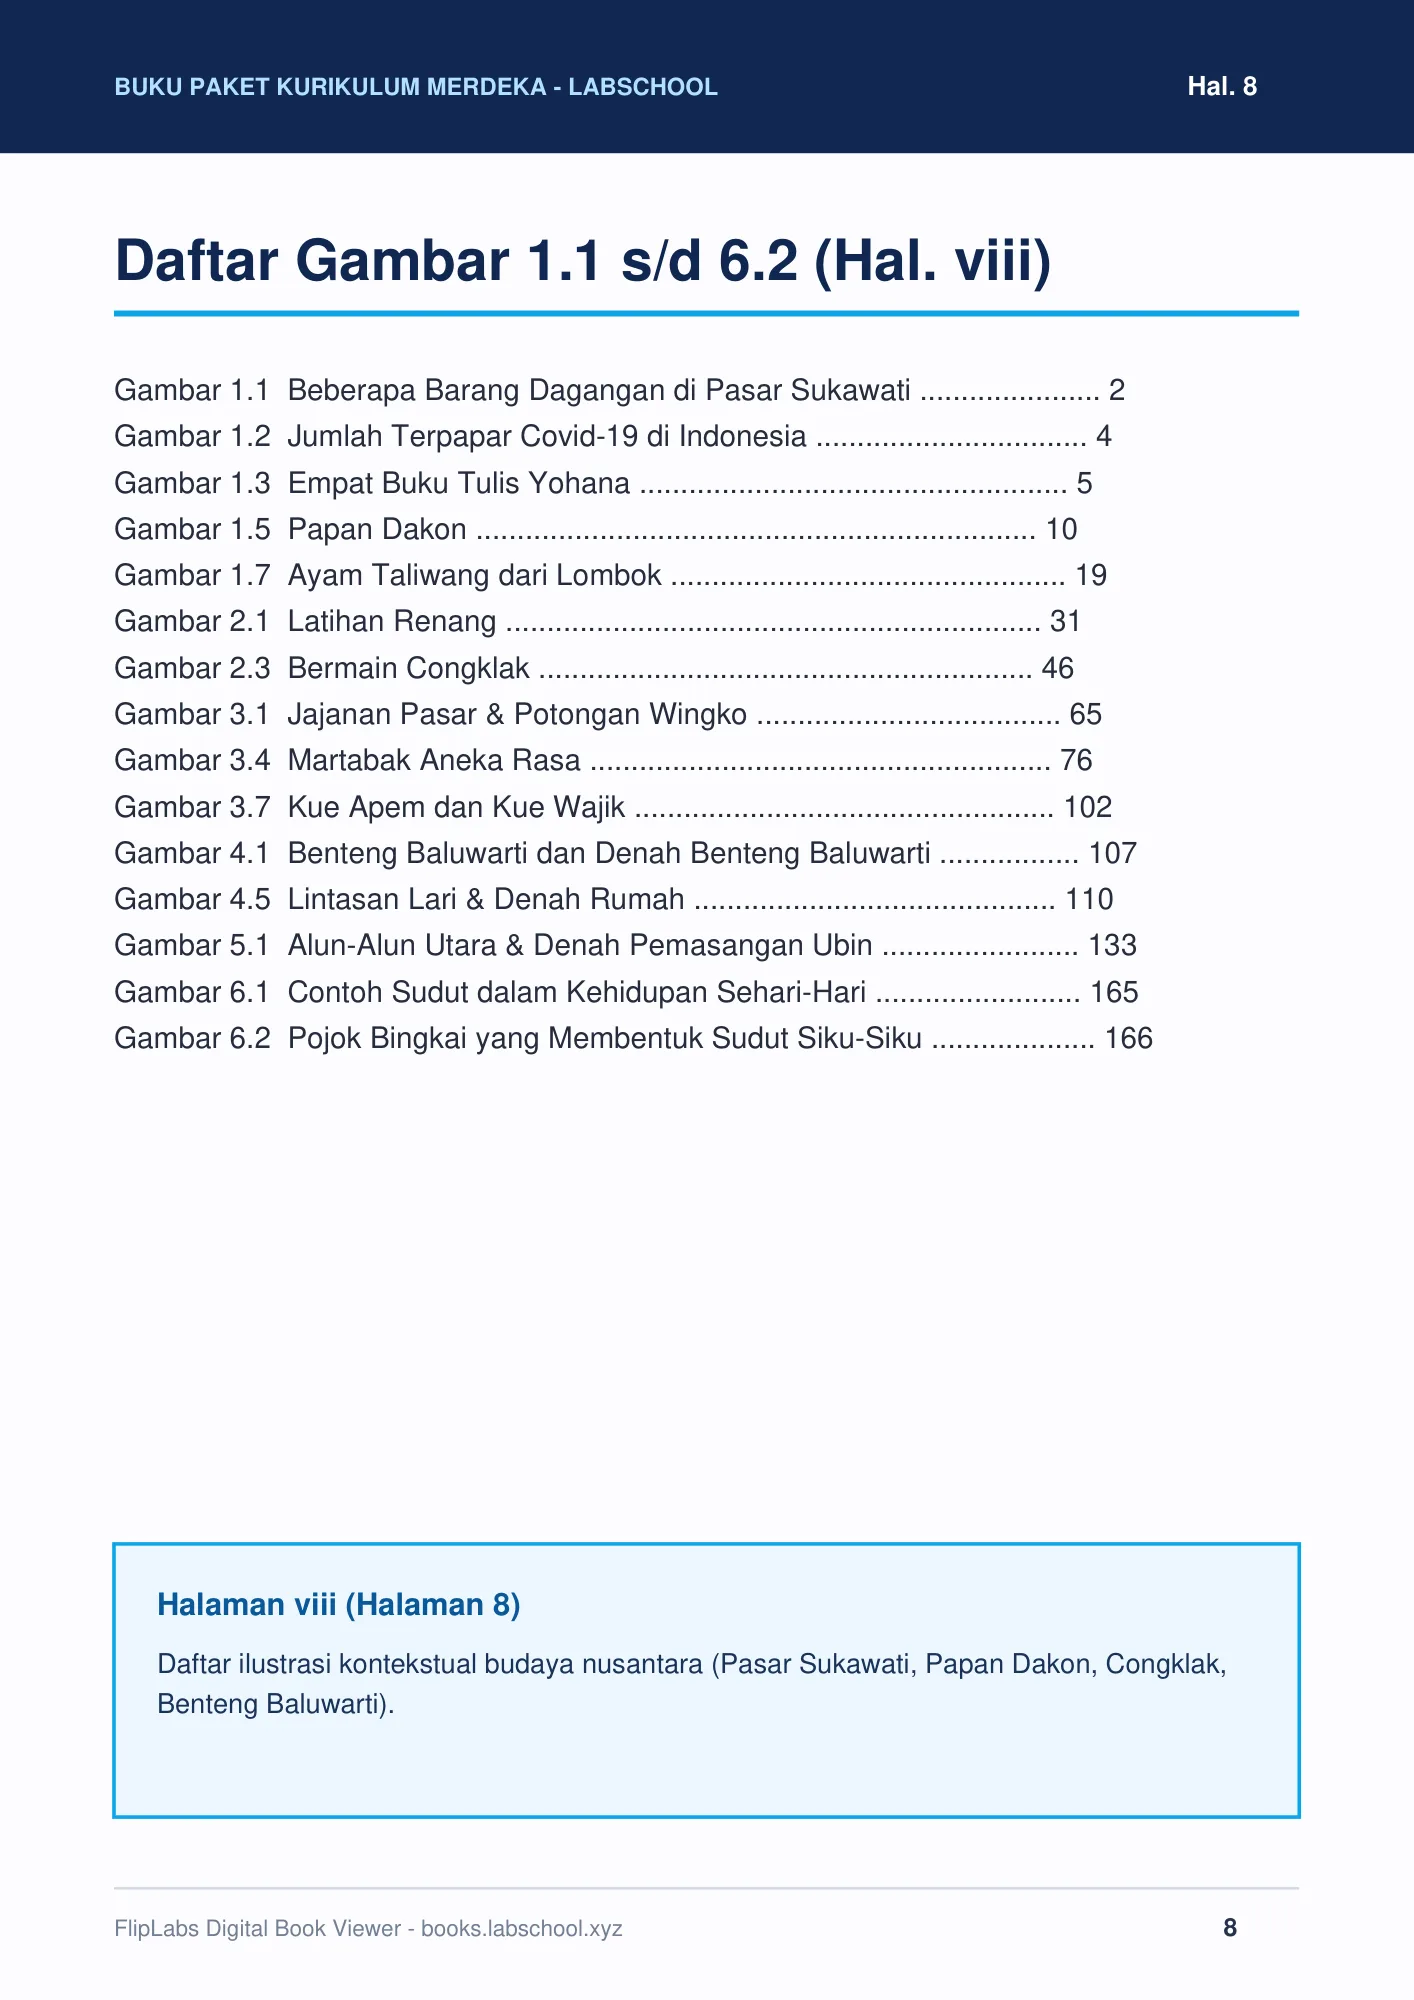 BUKU PAKET KURIKULUM MERDEKA - LABSCHOOL Hal. 8
Daftar Gambar 1.1 s/d 6.2 (Hal. viii)
Gambar 1.1 Beberapa Barang Dagangan di Pasar Sukawati ...................... 2
Gambar 1.2 Jumlah Terpapar Covid-19 di Indonesia ................................. 4
Gambar 1.3 Empat Buku Tulis Yohana .................................................... 5
Gambar 1.5 Papan Dakon .................................................................... 10
Gambar 1.7 Ayam Taliwang dari Lombok ................................................ 19
Gambar 2.1 Latihan Renang ................................................................. 31
Gambar 2.3 Bermain Congklak ............................................................ 46
Gambar 3.1 Jajanan Pasar & Potongan Wingko ..................................... 65
Gambar 3.4 Martabak Aneka Rasa ........................................................ 76
Gambar 3.7 Kue Apem dan Kue Wajik ................................................... 102
Gambar 4.1 Benteng Baluwarti dan Denah Benteng Baluwarti ................. 107
Gambar 4.5 Lintasan Lari & Denah Rumah ............................................ 110
Gambar 5.1 Alun-Alun Utara & Denah Pemasangan Ubin ........................ 133
Gambar 6.1 Contoh Sudut dalam Kehidupan Sehari-Hari ......................... 165
Gambar 6.2 Pojok Bingkai yang Membentuk Sudut Siku-Siku .................... 166
Halaman viii (Halaman 8)
Daftar ilustrasi kontekstual budaya nusantara (Pasar Sukawati, Papan Dakon, Congklak,
Benteng Baluwarti).
FlipLabs Digital Book Viewer - books.labschool.xyz 8